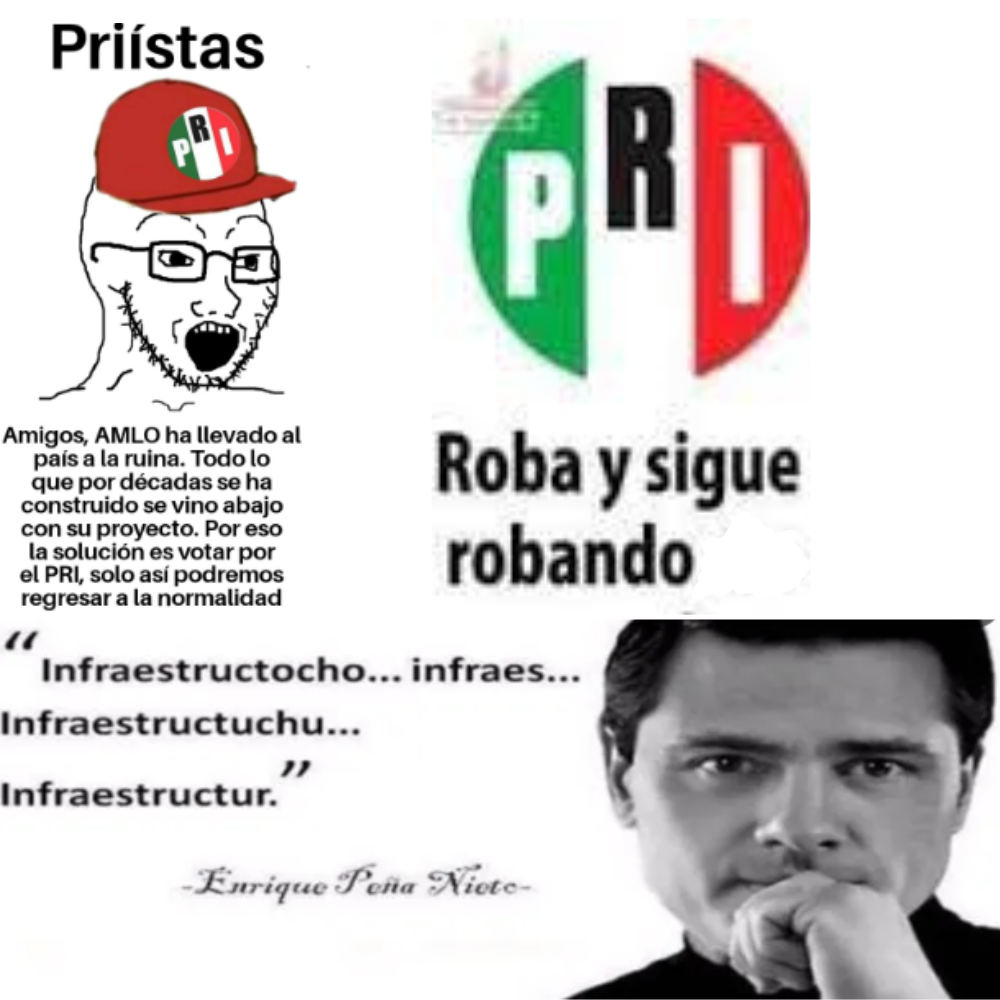 Priístas
PRI
Amigos, AMLO ha llevado al
país a la ruina. Todo lo
que por décadas se ha
construido se vino abajo
con su proyecto. Por eso
la solución es votar por
el PRI, solo así podremos
regresar a la normalidad
PRI
Roba y sigue
robando
“Infraestructocho... infraes...
Infraestructuchu...
Infraestructur.”
-Enrique Peña Nieto-